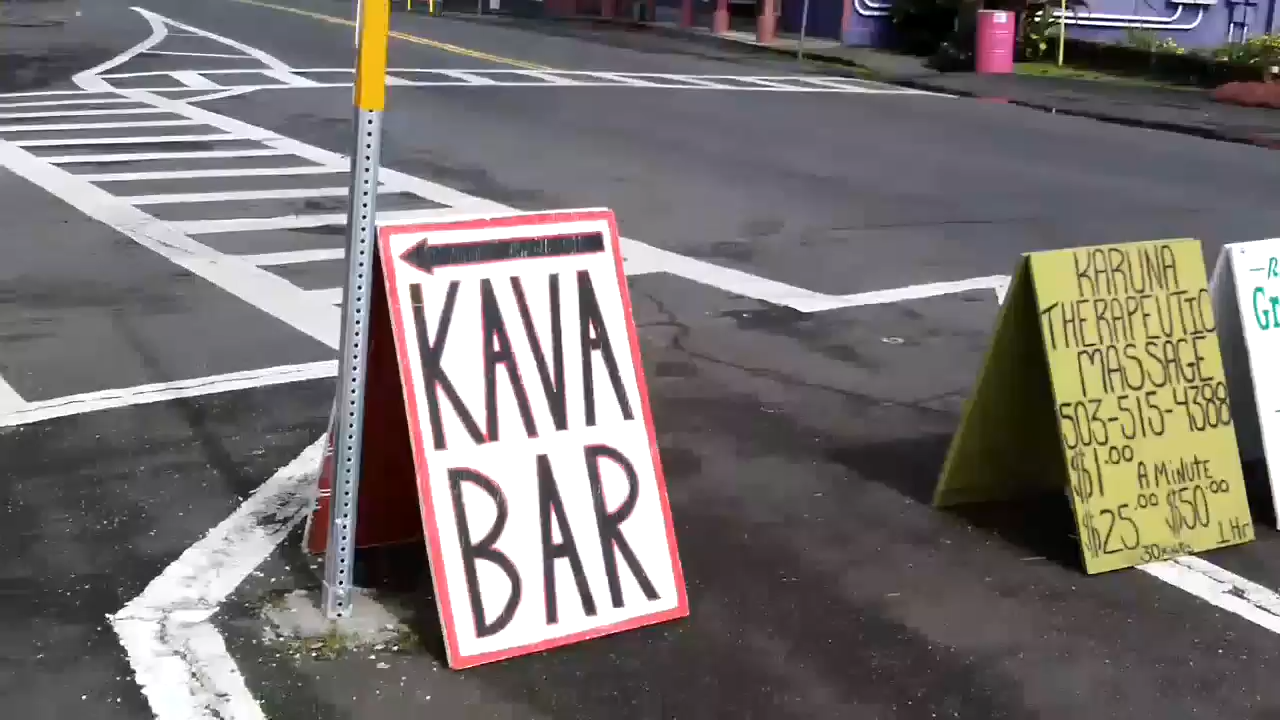 KAVA
BAR
KARUNA
THERAPEUTIC
MASSAGE
503-515-4388
$1.00 A MINUTE
$25.00 $50.00
1 Hr